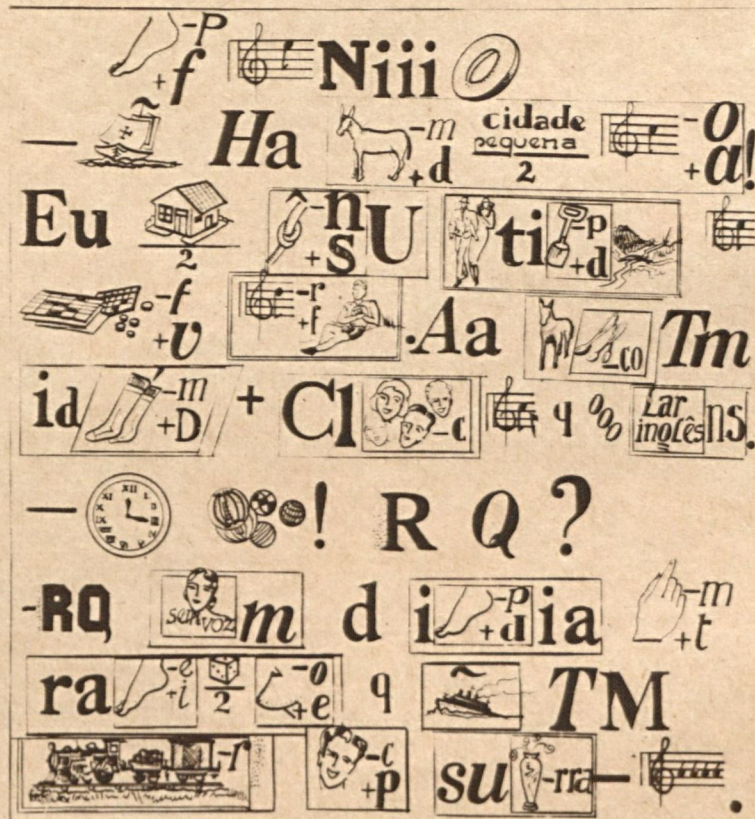 -P +f Niii
— ~ Ha -m +d cidade pequena 2 -o +a!
Eu 2 -n +s U ti -p +d
-f +v -r +f .Aa -co Tm
id -m +D + Cl -c q Lar inglês ns.
— ! R Q ?
-RQ sem voz m d i -p +d ia -m +t
ra -e +i 2 -o +e q ~ TM
-r -c +p su -rra — .